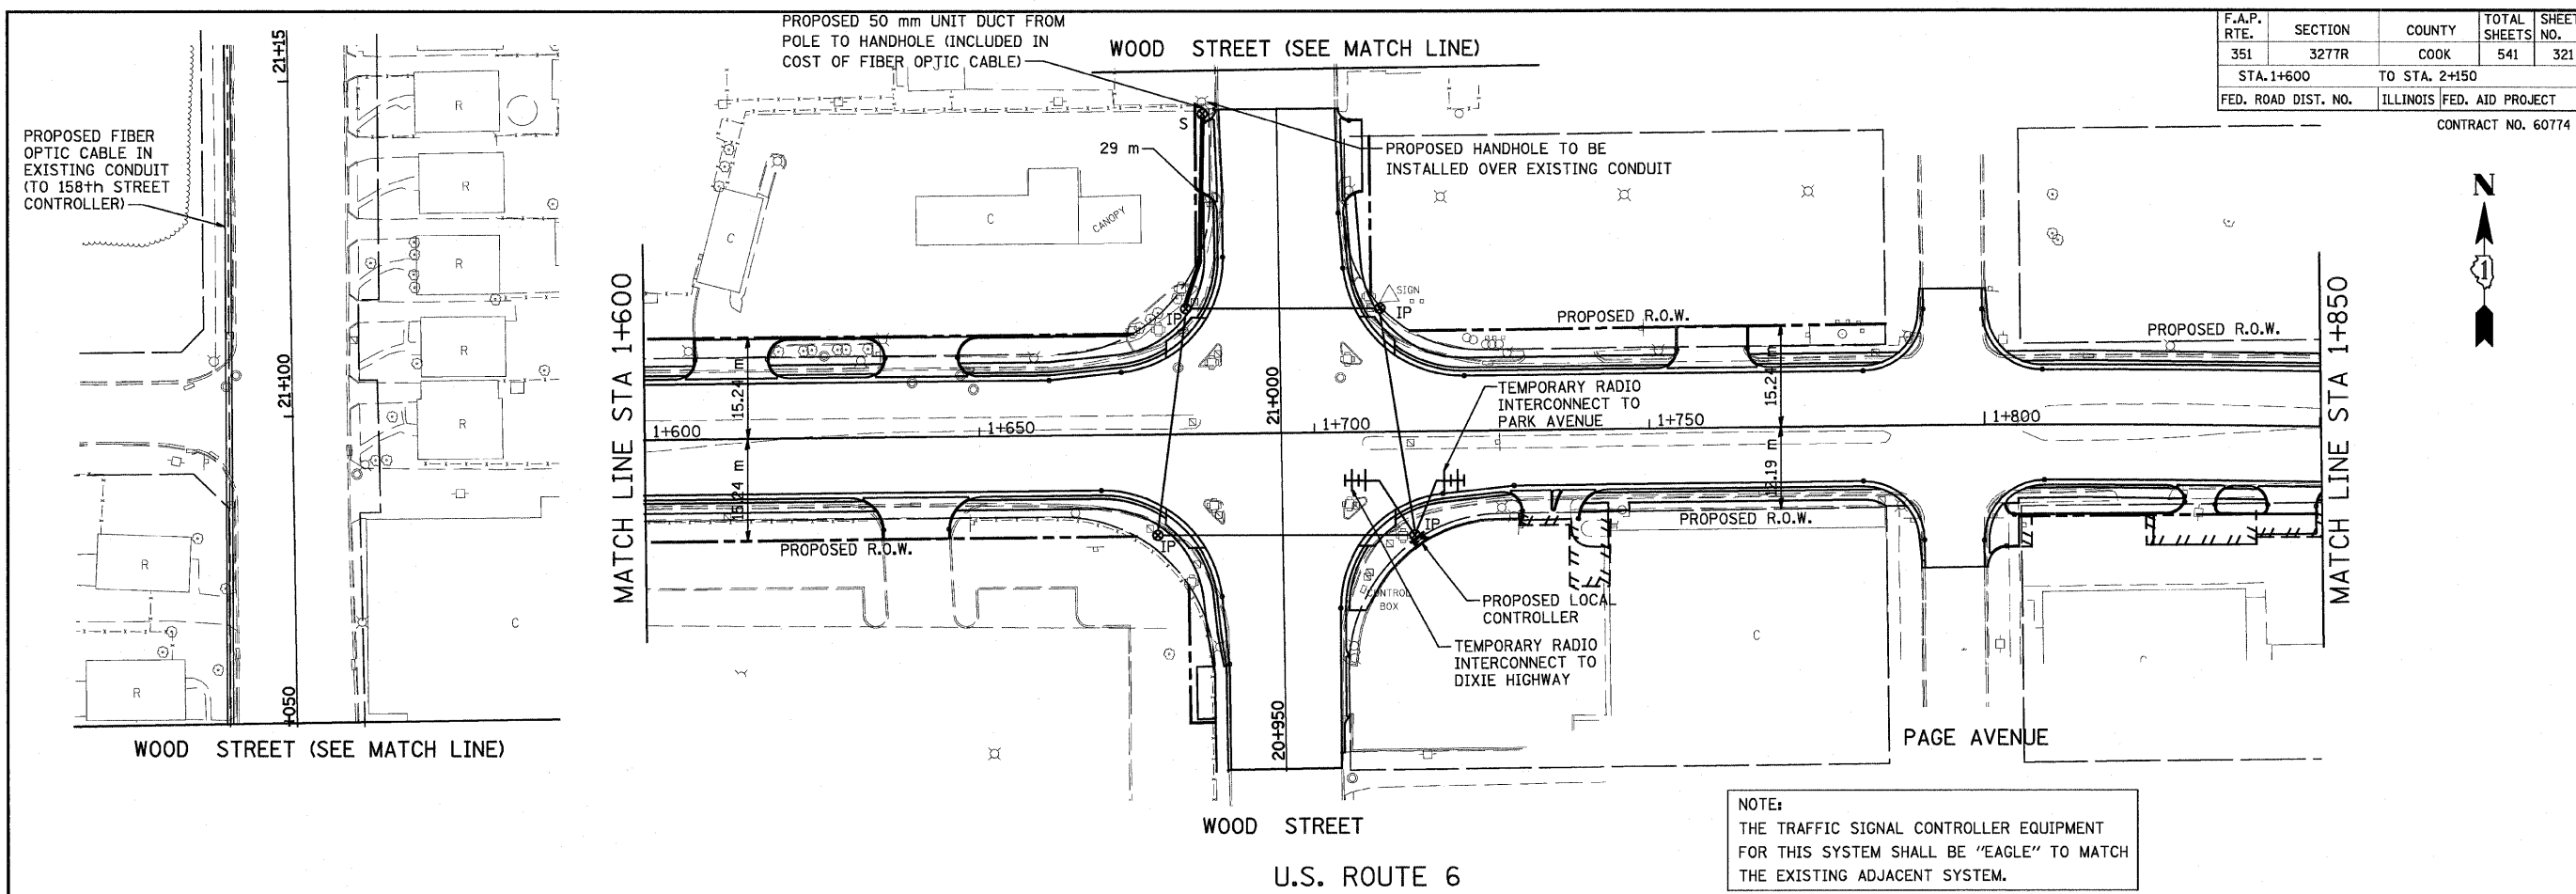 PROPOSED 50 mm UNIT DUCT FROM
POLE TO HANDHOLE (INCLUDED IN
COST OF FIBER OPTIC CABLE)
WOOD STREET (SEE MATCH LINE)
F.A.P. RTE. SECTION COUNTY TOTAL SHEETS SHEET NO.
351 3277R COOK 541 321
STA. 1+600 TO STA. 2+150
FED. ROAD DIST. NO. ILLINOIS FED. AID PROJECT
CONTRACT NO. 60774
21+15
R
PROPOSED FIBER
OPTIC CABLE IN
EXISTING CONDUIT
(TO 158th STREET
CONTROLLER)
R
R
R
R
21+100
R
R
+050
C
WOOD STREET (SEE MATCH LINE)
S
29 m
PROPOSED HANDHOLE TO BE
INSTALLED OVER EXISTING CONDUIT
C
C
CANOPY
N
1
MATCH LINE STA 1+600
SIGN
IP
IP
PROPOSED R.O.W.
PROPOSED R.O.W.
MATCH LINE STA 1+850
15.24 m
21+000
15.24 m
TEMPORARY RADIO
INTERCONNECT TO
PARK AVENUE
1+600
1+650
1+700
1+750
1+800
15.24 m
12.19 m
IP
IP
PROPOSED R.O.W.
PROPOSED R.O.W.
CONTROL
BOX
PROPOSED LOCAL
CONTROLLER
TEMPORARY RADIO
INTERCONNECT TO
DIXIE HIGHWAY
C
C
20+950
PAGE AVENUE
WOOD STREET
U.S. ROUTE 6
NOTE:
THE TRAFFIC SIGNAL CONTROLLER EQUIPMENT
FOR THIS SYSTEM SHALL BE "EAGLE" TO MATCH
THE EXISTING ADJACENT SYSTEM.